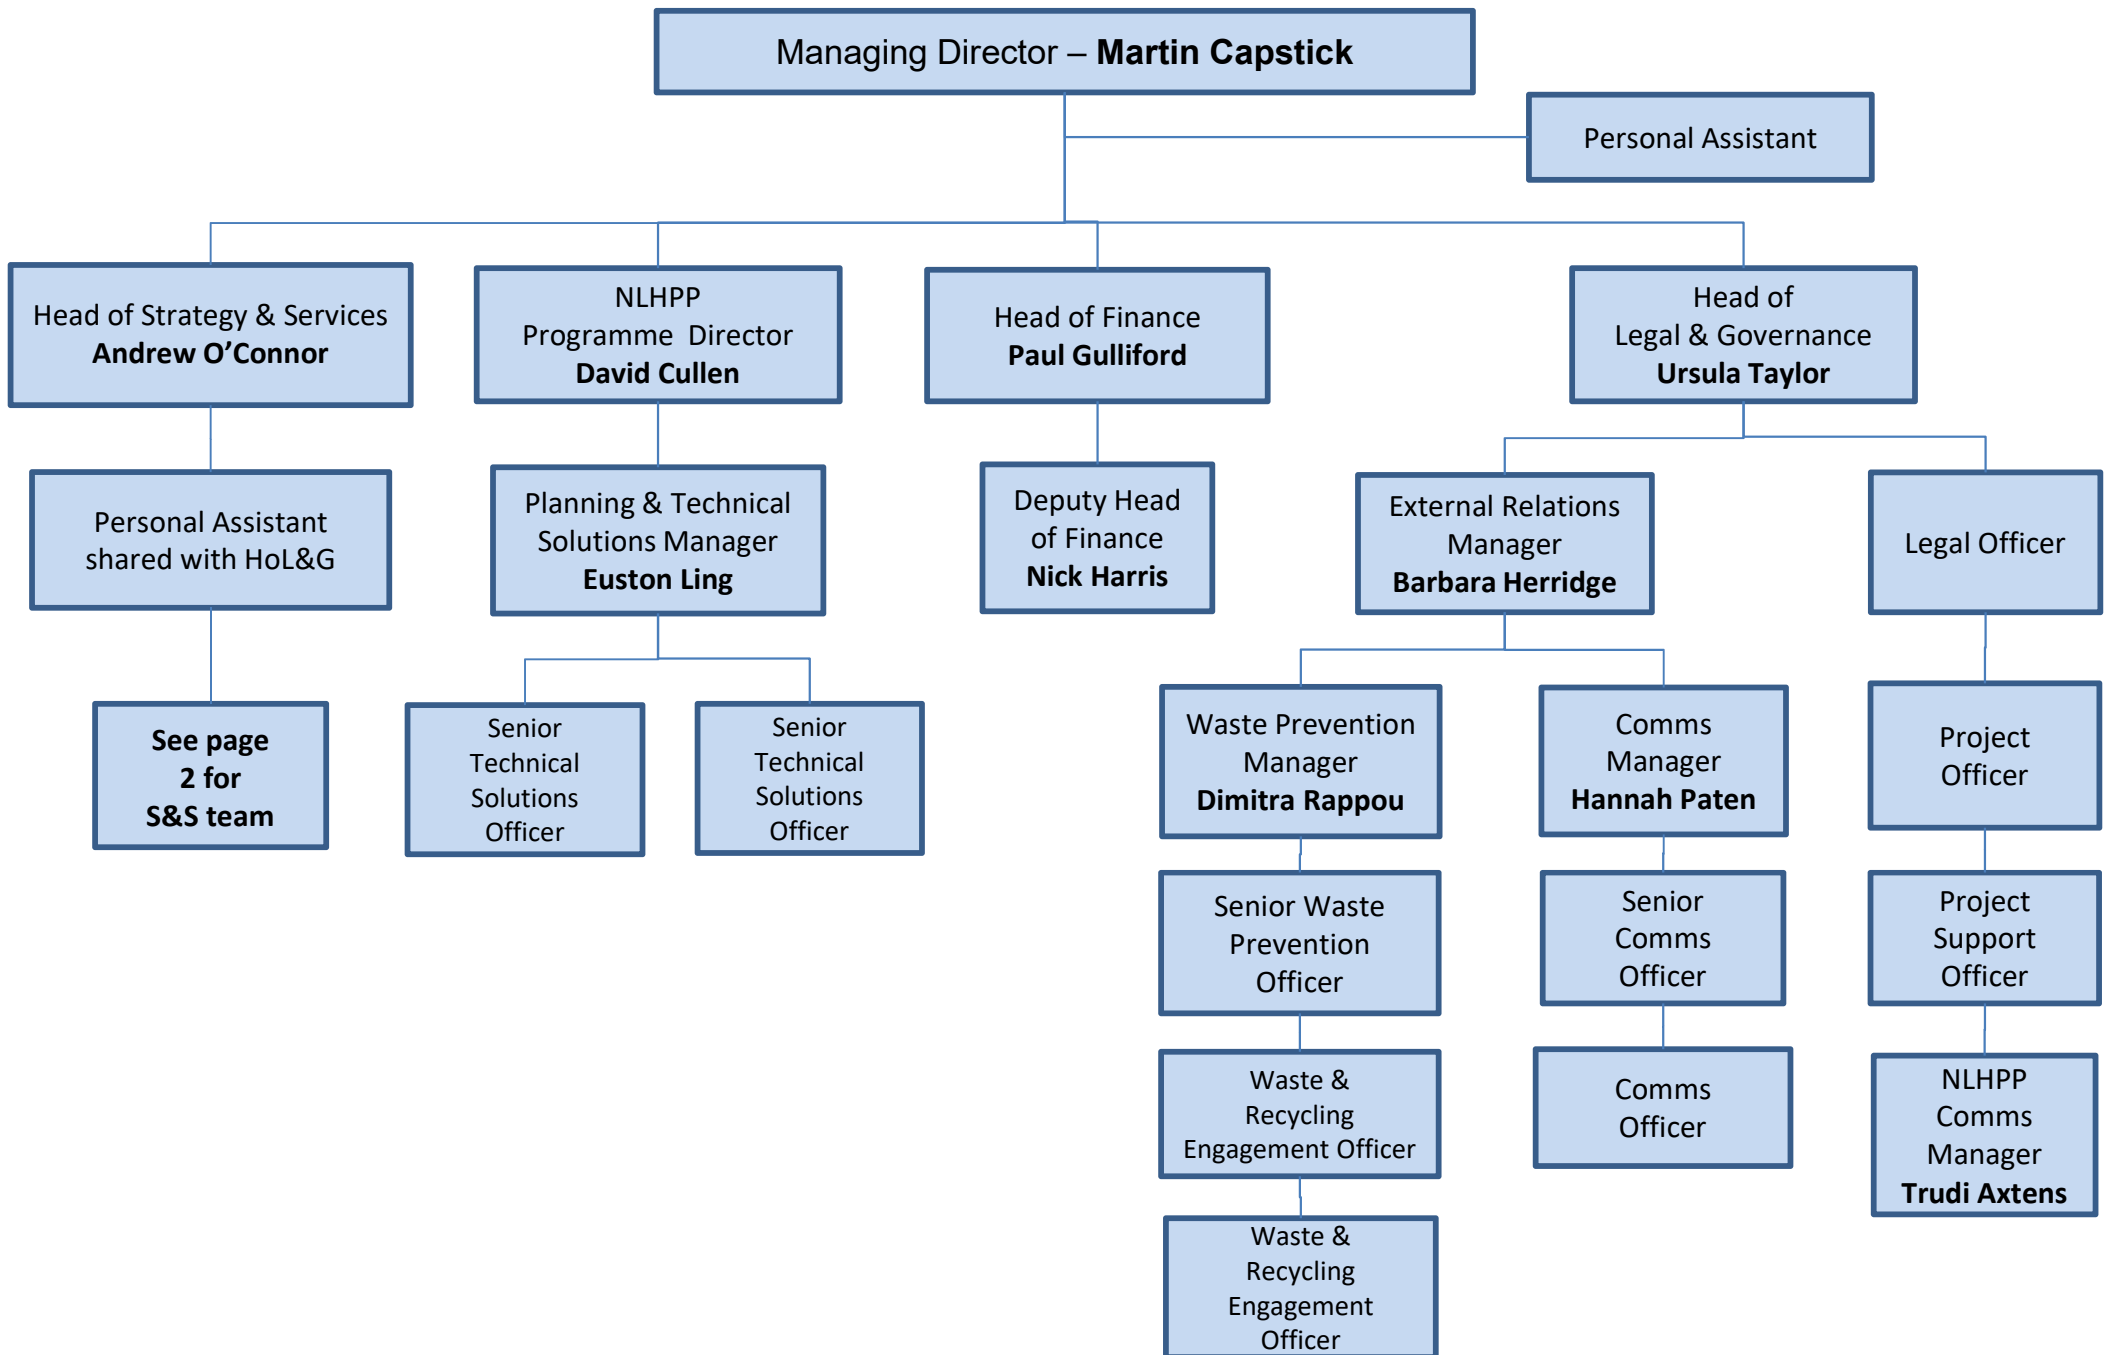 Managing Director – Martin Capstick
Personal Assistant
Head of Strategy & Services
Andrew O’Connor
NLHPP
Programme Director
David Cullen
Head of Finance
Paul Gulliford
Head of
Legal & Governance
Ursula Taylor
Personal Assistant
shared with HoL&G
Planning & Technical
Solutions Manager
Euston Ling
Deputy Head
of Finance
Nick Harris
External Relations
Manager
Barbara Herridge
Legal Officer
See page
2 for
S&S team
Senior
Technical
Solutions
Officer
Senior
Technical
Solutions
Officer
Waste Prevention
Manager
Dimitra Rappou
Comms
Manager
Hannah Paten
Project
Officer
Senior Waste
Prevention
Officer
Senior
Comms
Officer
Project
Support
Officer
Waste &
Recycling
Engagement Officer
Comms
Officer
NLHPP
Comms
Manager
Trudi Axtens
Waste &
Recycling
Engagement
Officer